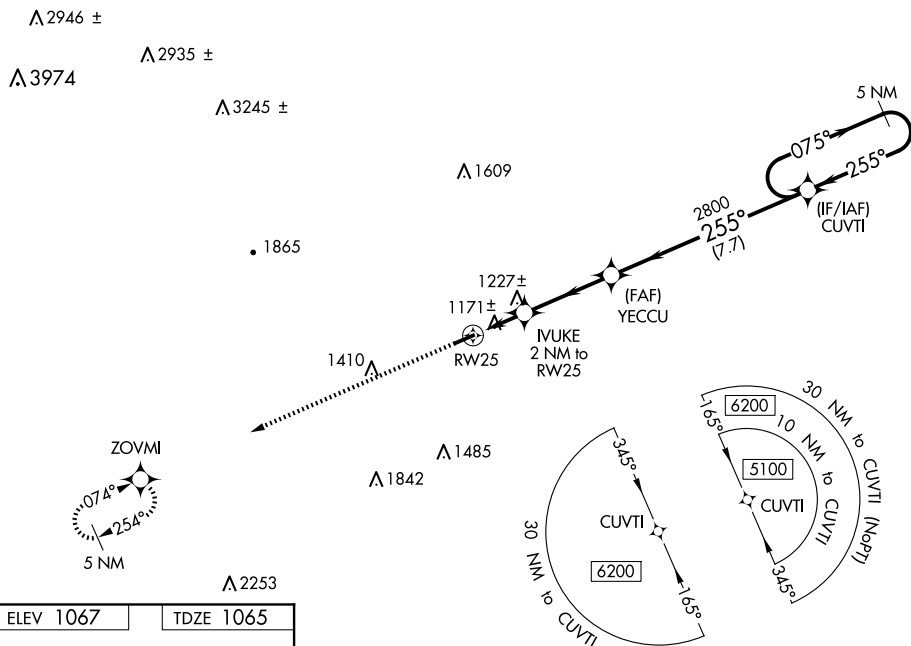 2946 ±
2935 ±
3974
3245 ±
5 NM
075°
255°
1609
(IF/IAF)
CUVTI
2800
255°
(7.7)
1865
1227±
(FAF)
YECCU
1171±
IVUKE
2 NM to
RW25
RW25
1410
ZOVMI
074°
254°
5 NM
1485
1842
2253
345°
CUVTI
6200
165°
30 NM to CUVTI
165°
6200
30 NM to CUVTI (NoPT)
10 NM to CUVTI
5100
CUVTI
345°
ELEV 1067
TDZE 1065